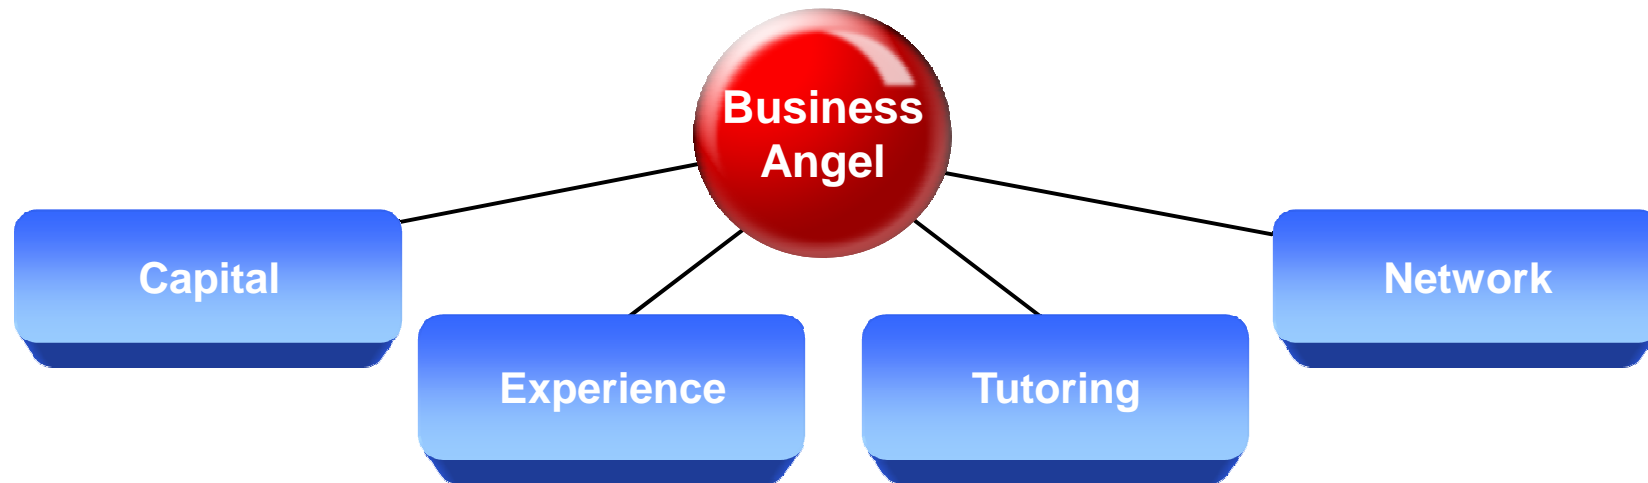 Business
Angel
Capital
Network
Experience
Tutoring